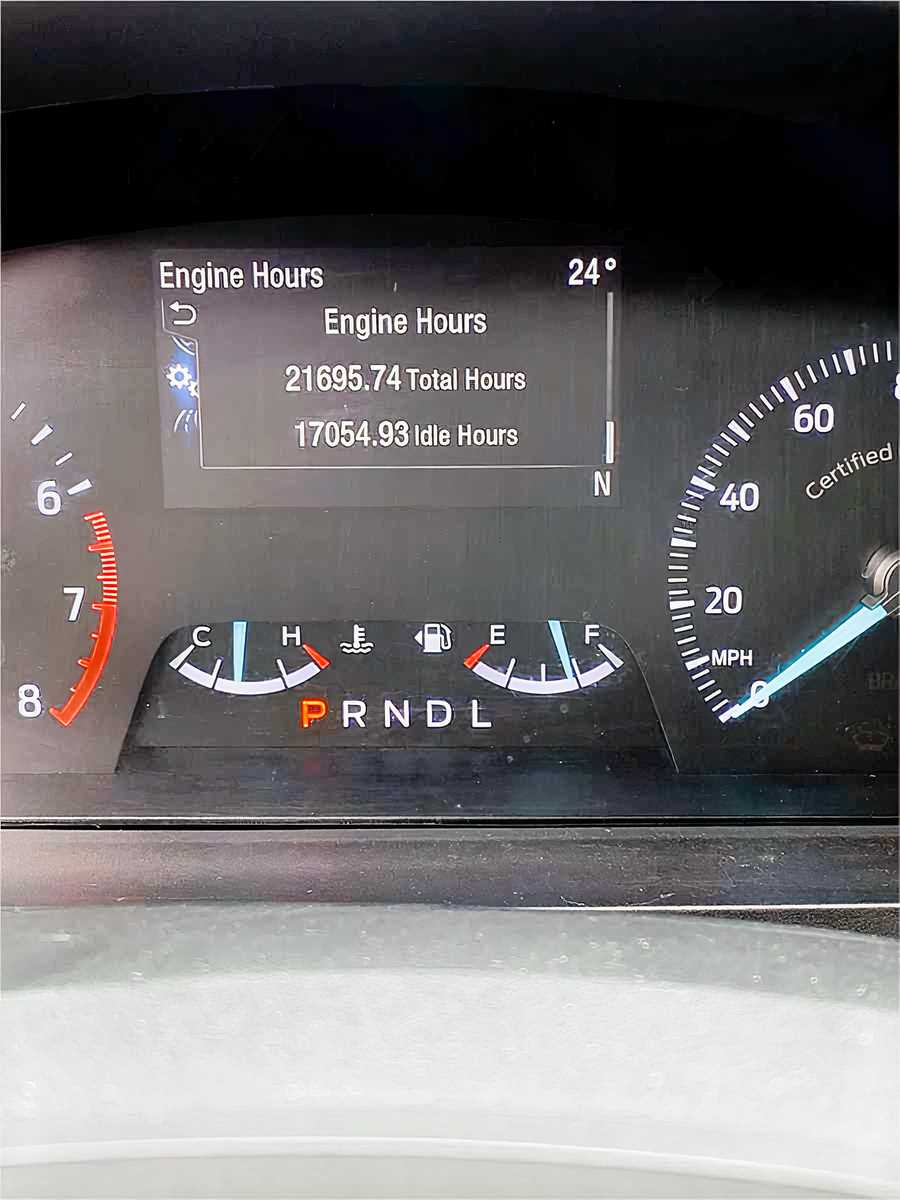 Engine Hours 24°
Engine Hours
21695.74 Total Hours
17054.93 Idle Hours
N
6
7
8
C H
E F
P R N D L
60
40
20
MPH
0
Certified